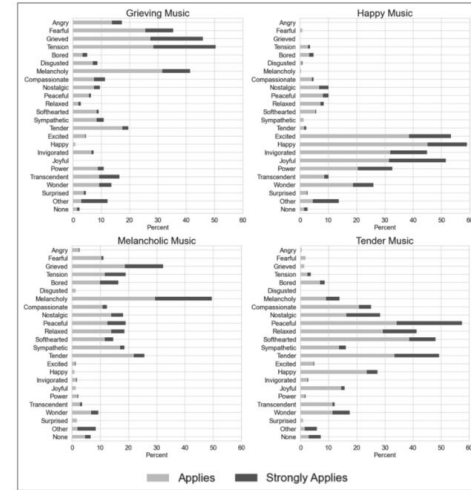 Grieving Music
Angry
Fearful
Grieved
Tension
Bored
Disgusted
Melancholy
Compassionate
Nostalgic
Peaceful
Relaxed
Softhearted
Sympathetic
Tender
Excited
Happy
Invigorated
Joyful
Power
Transcendent
Wonder
Surprised
Other
None
0 10 20 30 40 50 60
Percent
Happy Music
Angry
Fearful
Grieved
Tension
Bored
Disgusted
Melancholy
Compassionate
Nostalgic
Peaceful
Relaxed
Softhearted
Sympathetic
Tender
Excited
Happy
Invigorated
Joyful
Power
Transcendent
Wonder
Surprised
Other
None
0 10 20 30 40 50 60
Percent
Melancholic Music
Angry
Fearful
Grieved
Tension
Bored
Disgusted
Melancholy
Compassionate
Nostalgic
Peaceful
Relaxed
Softhearted
Sympathetic
Tender
Excited
Happy
Invigorated
Joyful
Power
Transcendent
Wonder
Surprised
Other
None
0 10 20 30 40 50 60
Percent
Tender Music
Angry
Fearful
Grieved
Tension
Bored
Disgusted
Melancholy
Compassionate
Nostalgic
Peaceful
Relaxed
Softhearted
Sympathetic
Tender
Excited
Happy
Invigorated
Joyful
Power
Transcendent
Wonder
Surprised
Other
None
0 10 20 30 40 50 60
Percent
Applies Strongly Applies